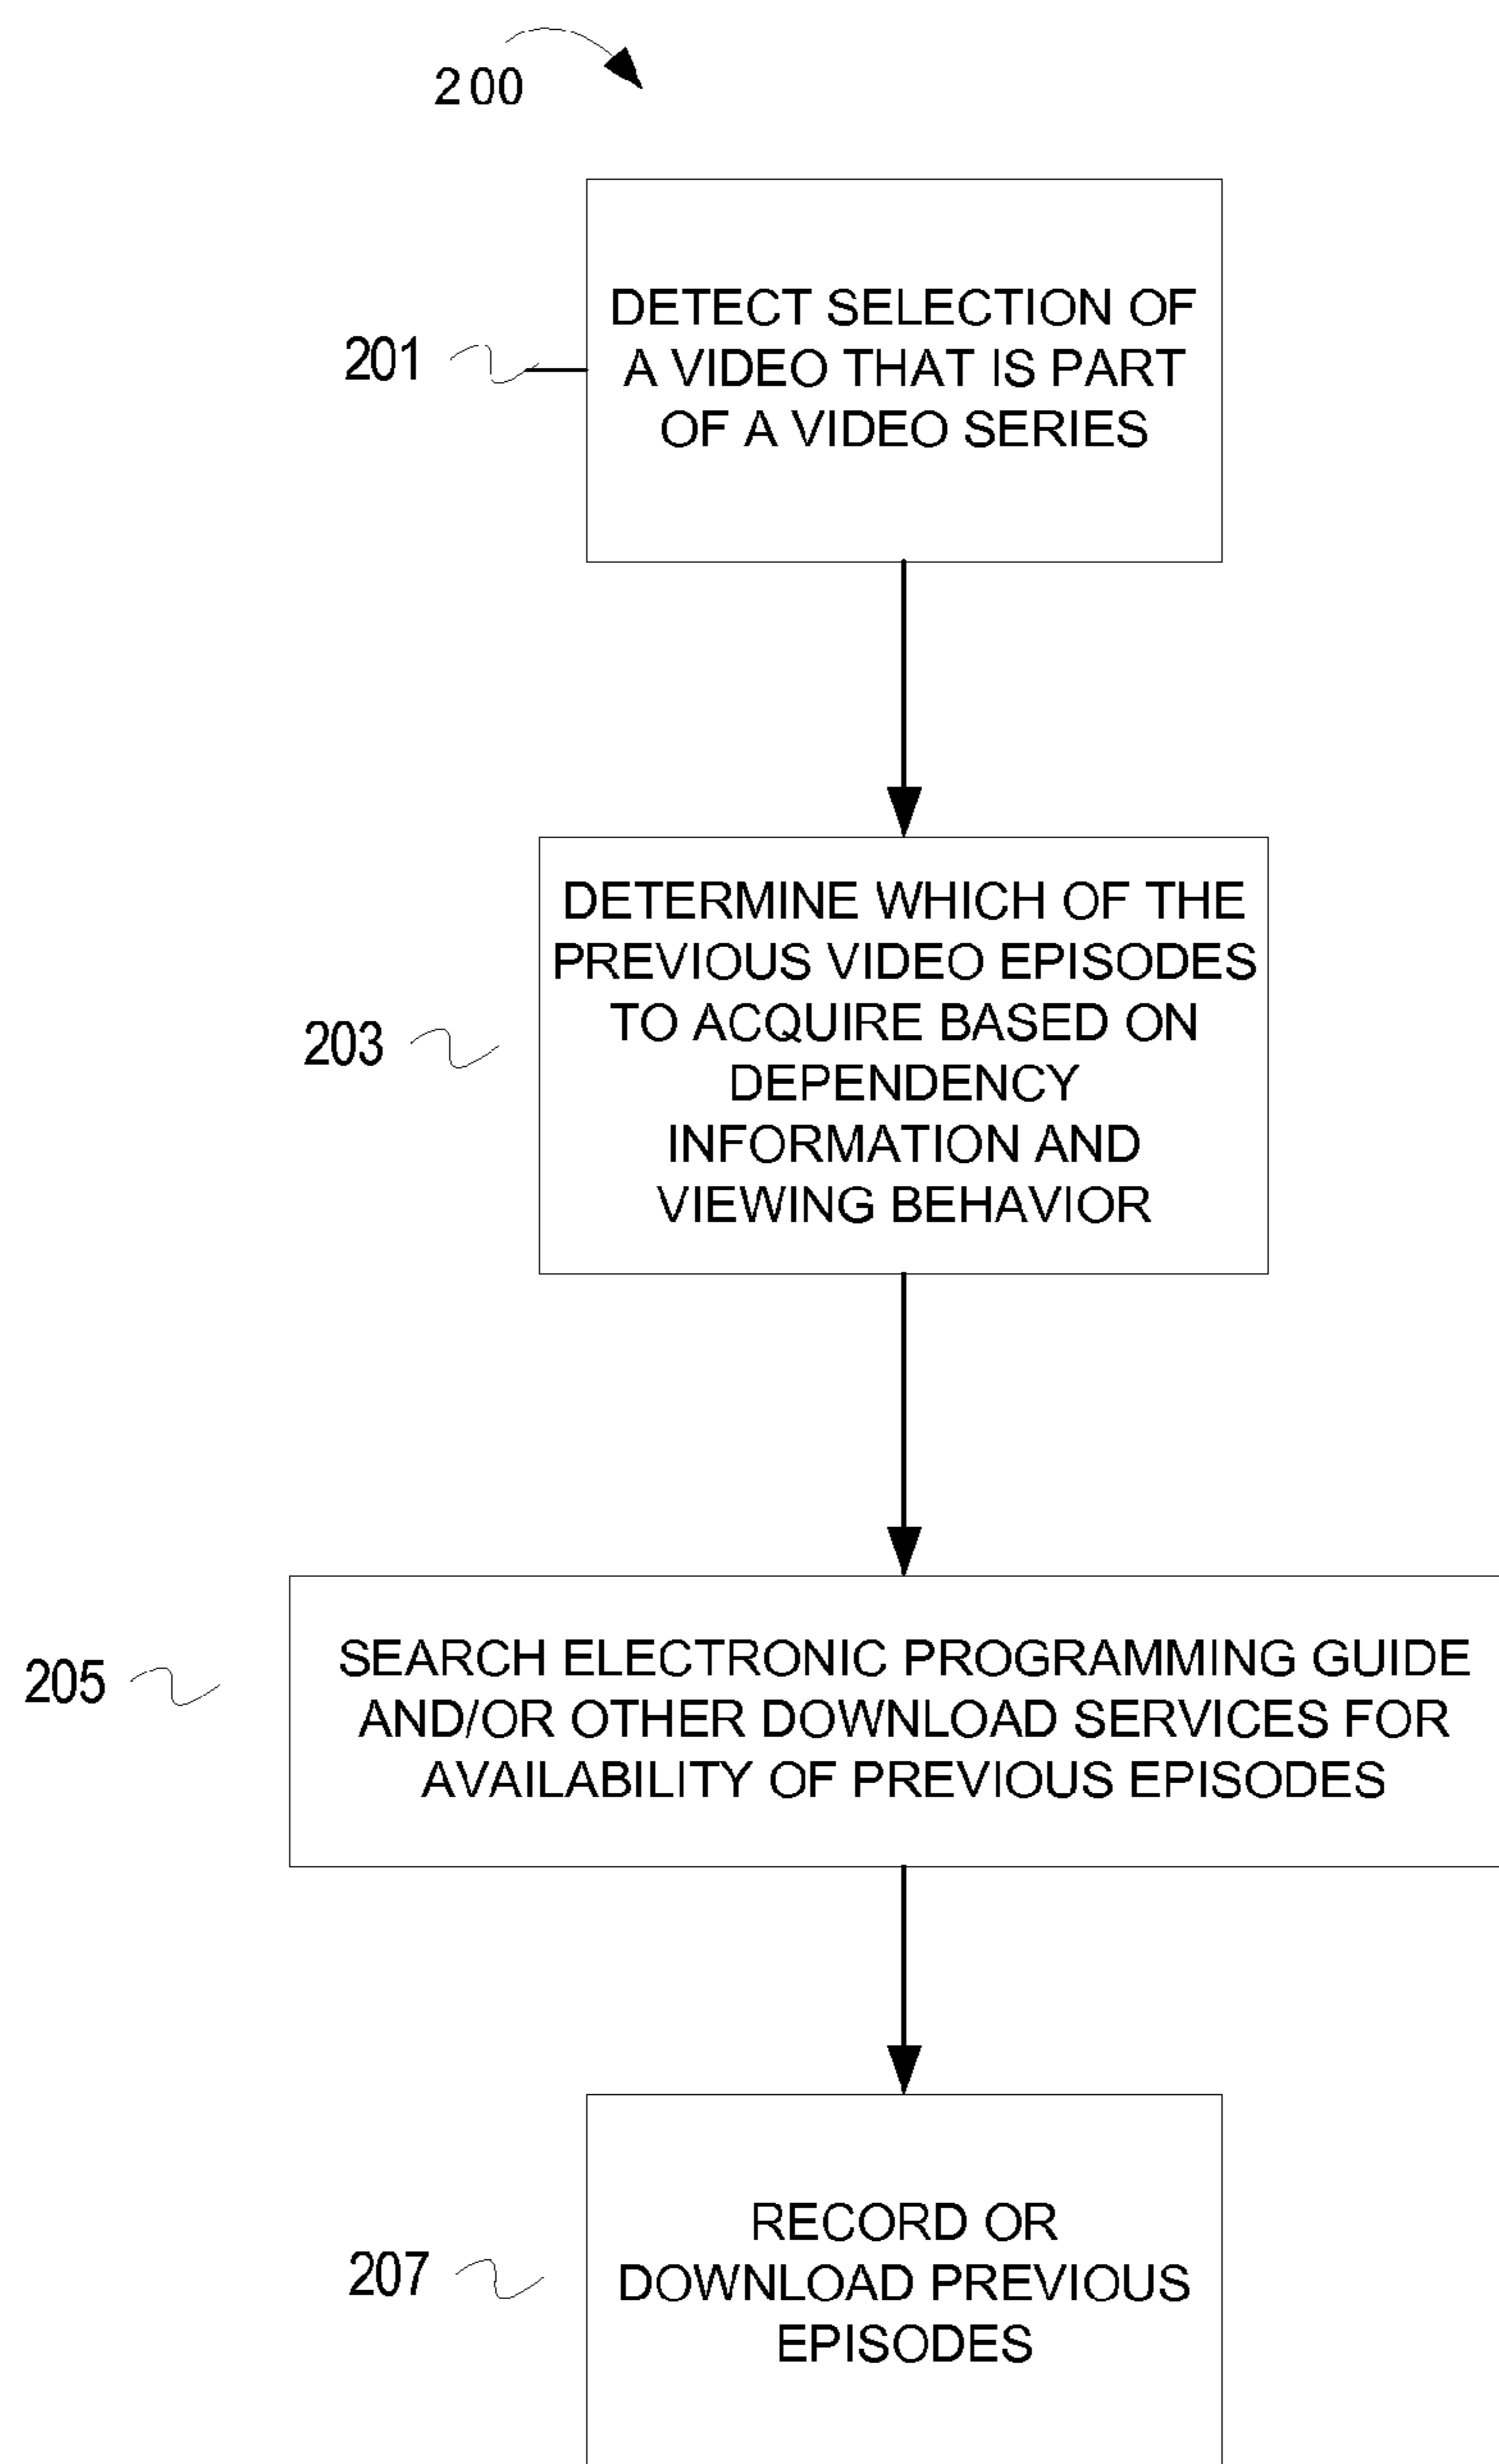 200
201
DETECT SELECTION OF
A VIDEO THAT IS PART
OF A VIDEO SERIES
203
DETERMINE WHICH OF THE
PREVIOUS VIDEO EPISODES
TO ACQUIRE BASED ON
DEPENDENCY
INFORMATION AND
VIEWING BEHAVIOR
205
SEARCH ELECTRONIC PROGRAMMING GUIDE
AND/OR OTHER DOWNLOAD SERVICES FOR
AVAILABILITY OF PREVIOUS EPISODES
207
RECORD OR
DOWNLOAD PREVIOUS
EPISODES